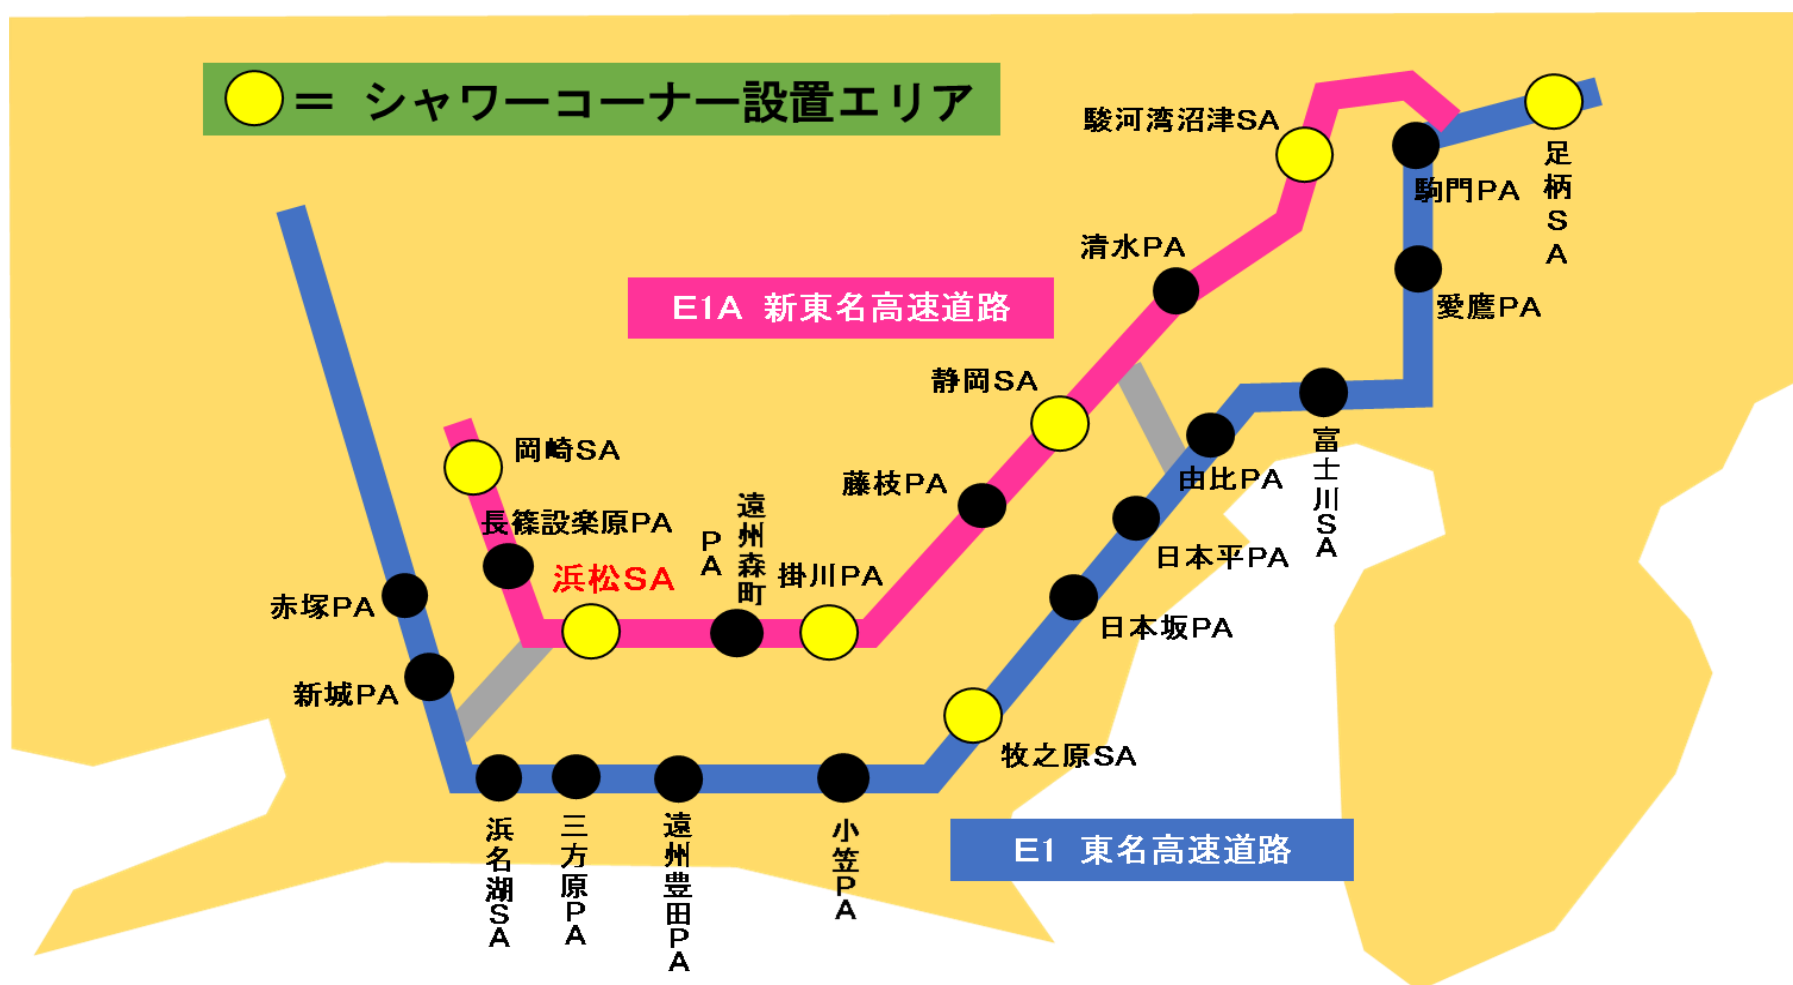 ＝ シャワーコーナー設置エリア
駿河湾沼津SA
足柄SA
駒門PA
清水PA
愛鷹PA
E1A 新東名高速道路
静岡SA
岡崎SA
富士川SA
由比PA
藤枝PA
長篠設楽原PA
遠州森町PA
日本平PA
浜松SA
掛川PA
赤塚PA
日本坂PA
新城PA
牧之原SA
浜名湖SA
三方原PA
遠州豊田PA
小笠PA
E1 東名高速道路